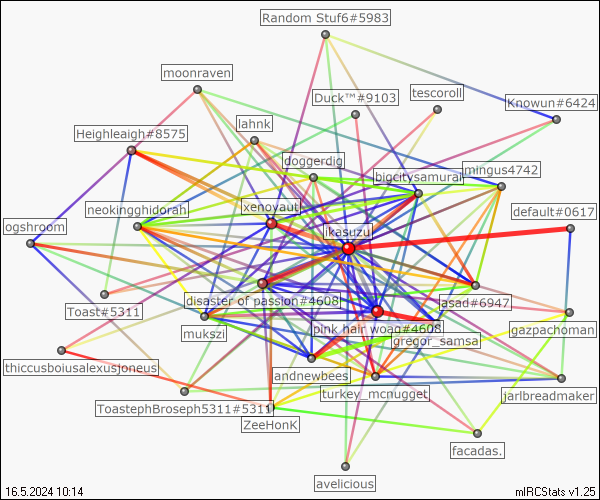 Random Stuf6#5983
moonraven
tescoroll
Duck™#9103
Knowun#6424
lahnk
Heighleaigh#8575
doggerdig
mingus4742
bigcitysamurai
xenoyaut
neokingghidorah
default#0617
ogshroom
ikasuzu
disaster of passion#4608
asad#6947
Toast#5311
pink hair woag#4608
gazpachoman
mukszi
gregor_samsa
thiccusboiusalexusjoneus
andnewbees
turkey_mcnugget
jarlbreadmaker
ToastephBroseph5311#5311
ZeeHonK
facadas.
avelicious
16.5.2024 10:14
mIRCStats v1.25